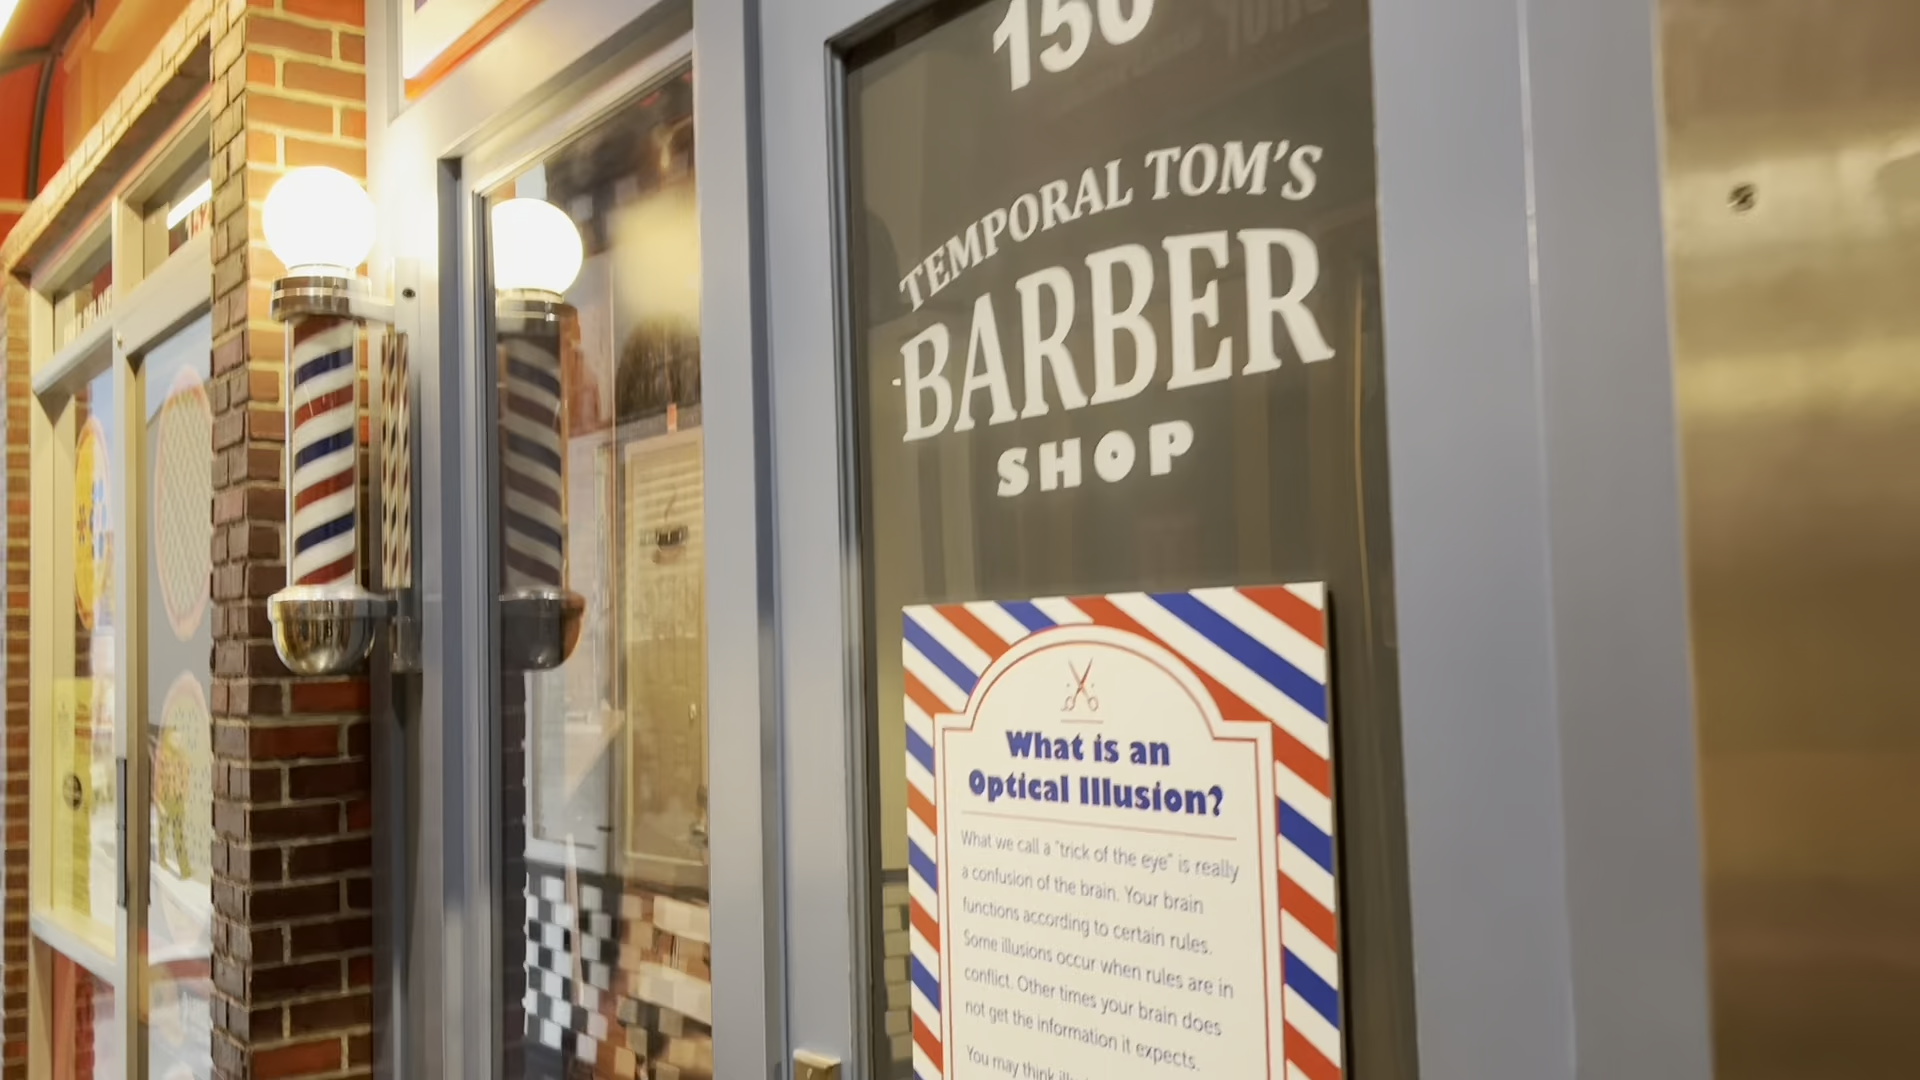 150
TEMPORAL TOM'S
BARBER
SHOP
What is an
Optical Illusion?
What we call a "trick of the eye" is really
a confusion of the brain. Your brain
functions according to certain rules.
Some illusions occur when rules are in
conflict. Other times your brain does
not get the information it expects.
You may think